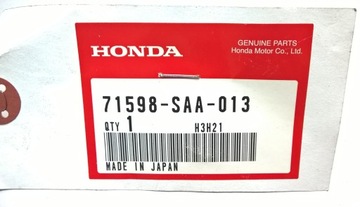 HONDA
GENUINE PARTS
Honda Motor Co., Ltd.
71598-SAA-013
QTY 1 H3H21
MADE IN JAPAN